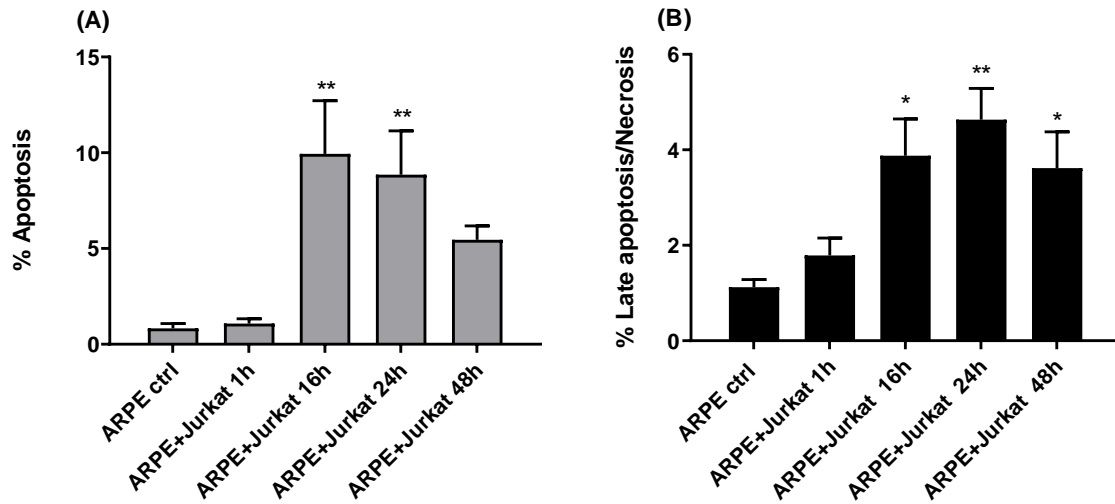 (A)
% Apoptosis
15
10
5
0
**
**
ARPE ctrl
ARPE+Jurkat 1h
ARPE+Jurkat 16h
ARPE+Jurkat 24h
ARPE+Jurkat 48h
(B)
% Late apoptosis/Necrosis
6
4
2
0
*
**
*
ARPE ctrl
ARPE+Jurkat 1h
ARPE+Jurkat 16h
ARPE+Jurkat 24h
ARPE+Jurkat 48h